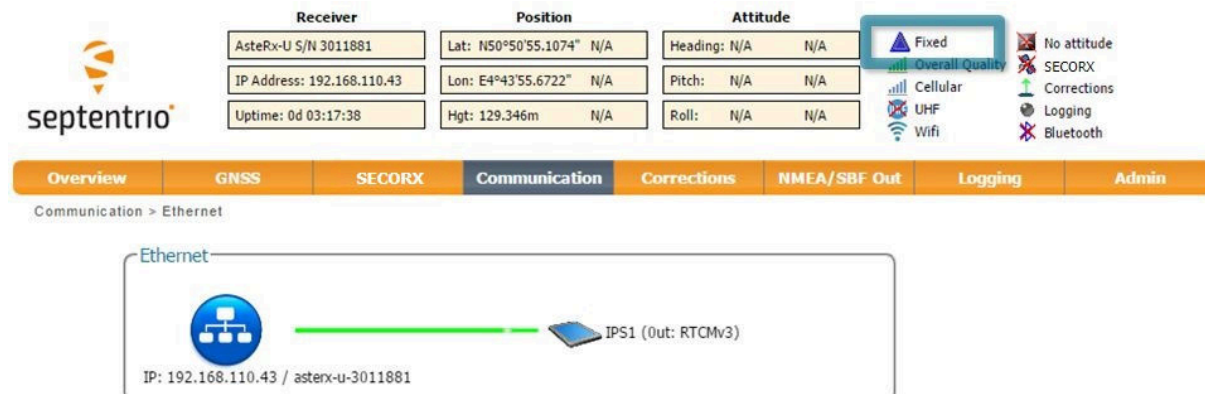 Receiver
Position
Attitude
AsteRx-U S/N 3011881
Lat: N50°50'55.1074" N/A
Heading: N/A N/A
Fixed
No attitude
IP Address: 192.168.110.43
Lon: E4°43'55.6722" N/A
Pitch: N/A N/A
Overall Quality
SECORX
Cellular
Corrections
septentrio
Uptime: 0d 03:17:38
Hgt: 129.346m N/A
Roll: N/A N/A
UHF
Logging
Wifi
Bluetooth
Overview GNSS SECORX Communication Corrections NMEA/SBF Out Logging Admin
Communication > Ethernet
Ethernet
IPS1 (Out: RTCMv3)
IP: 192.168.110.43 / asterx-u-3011881